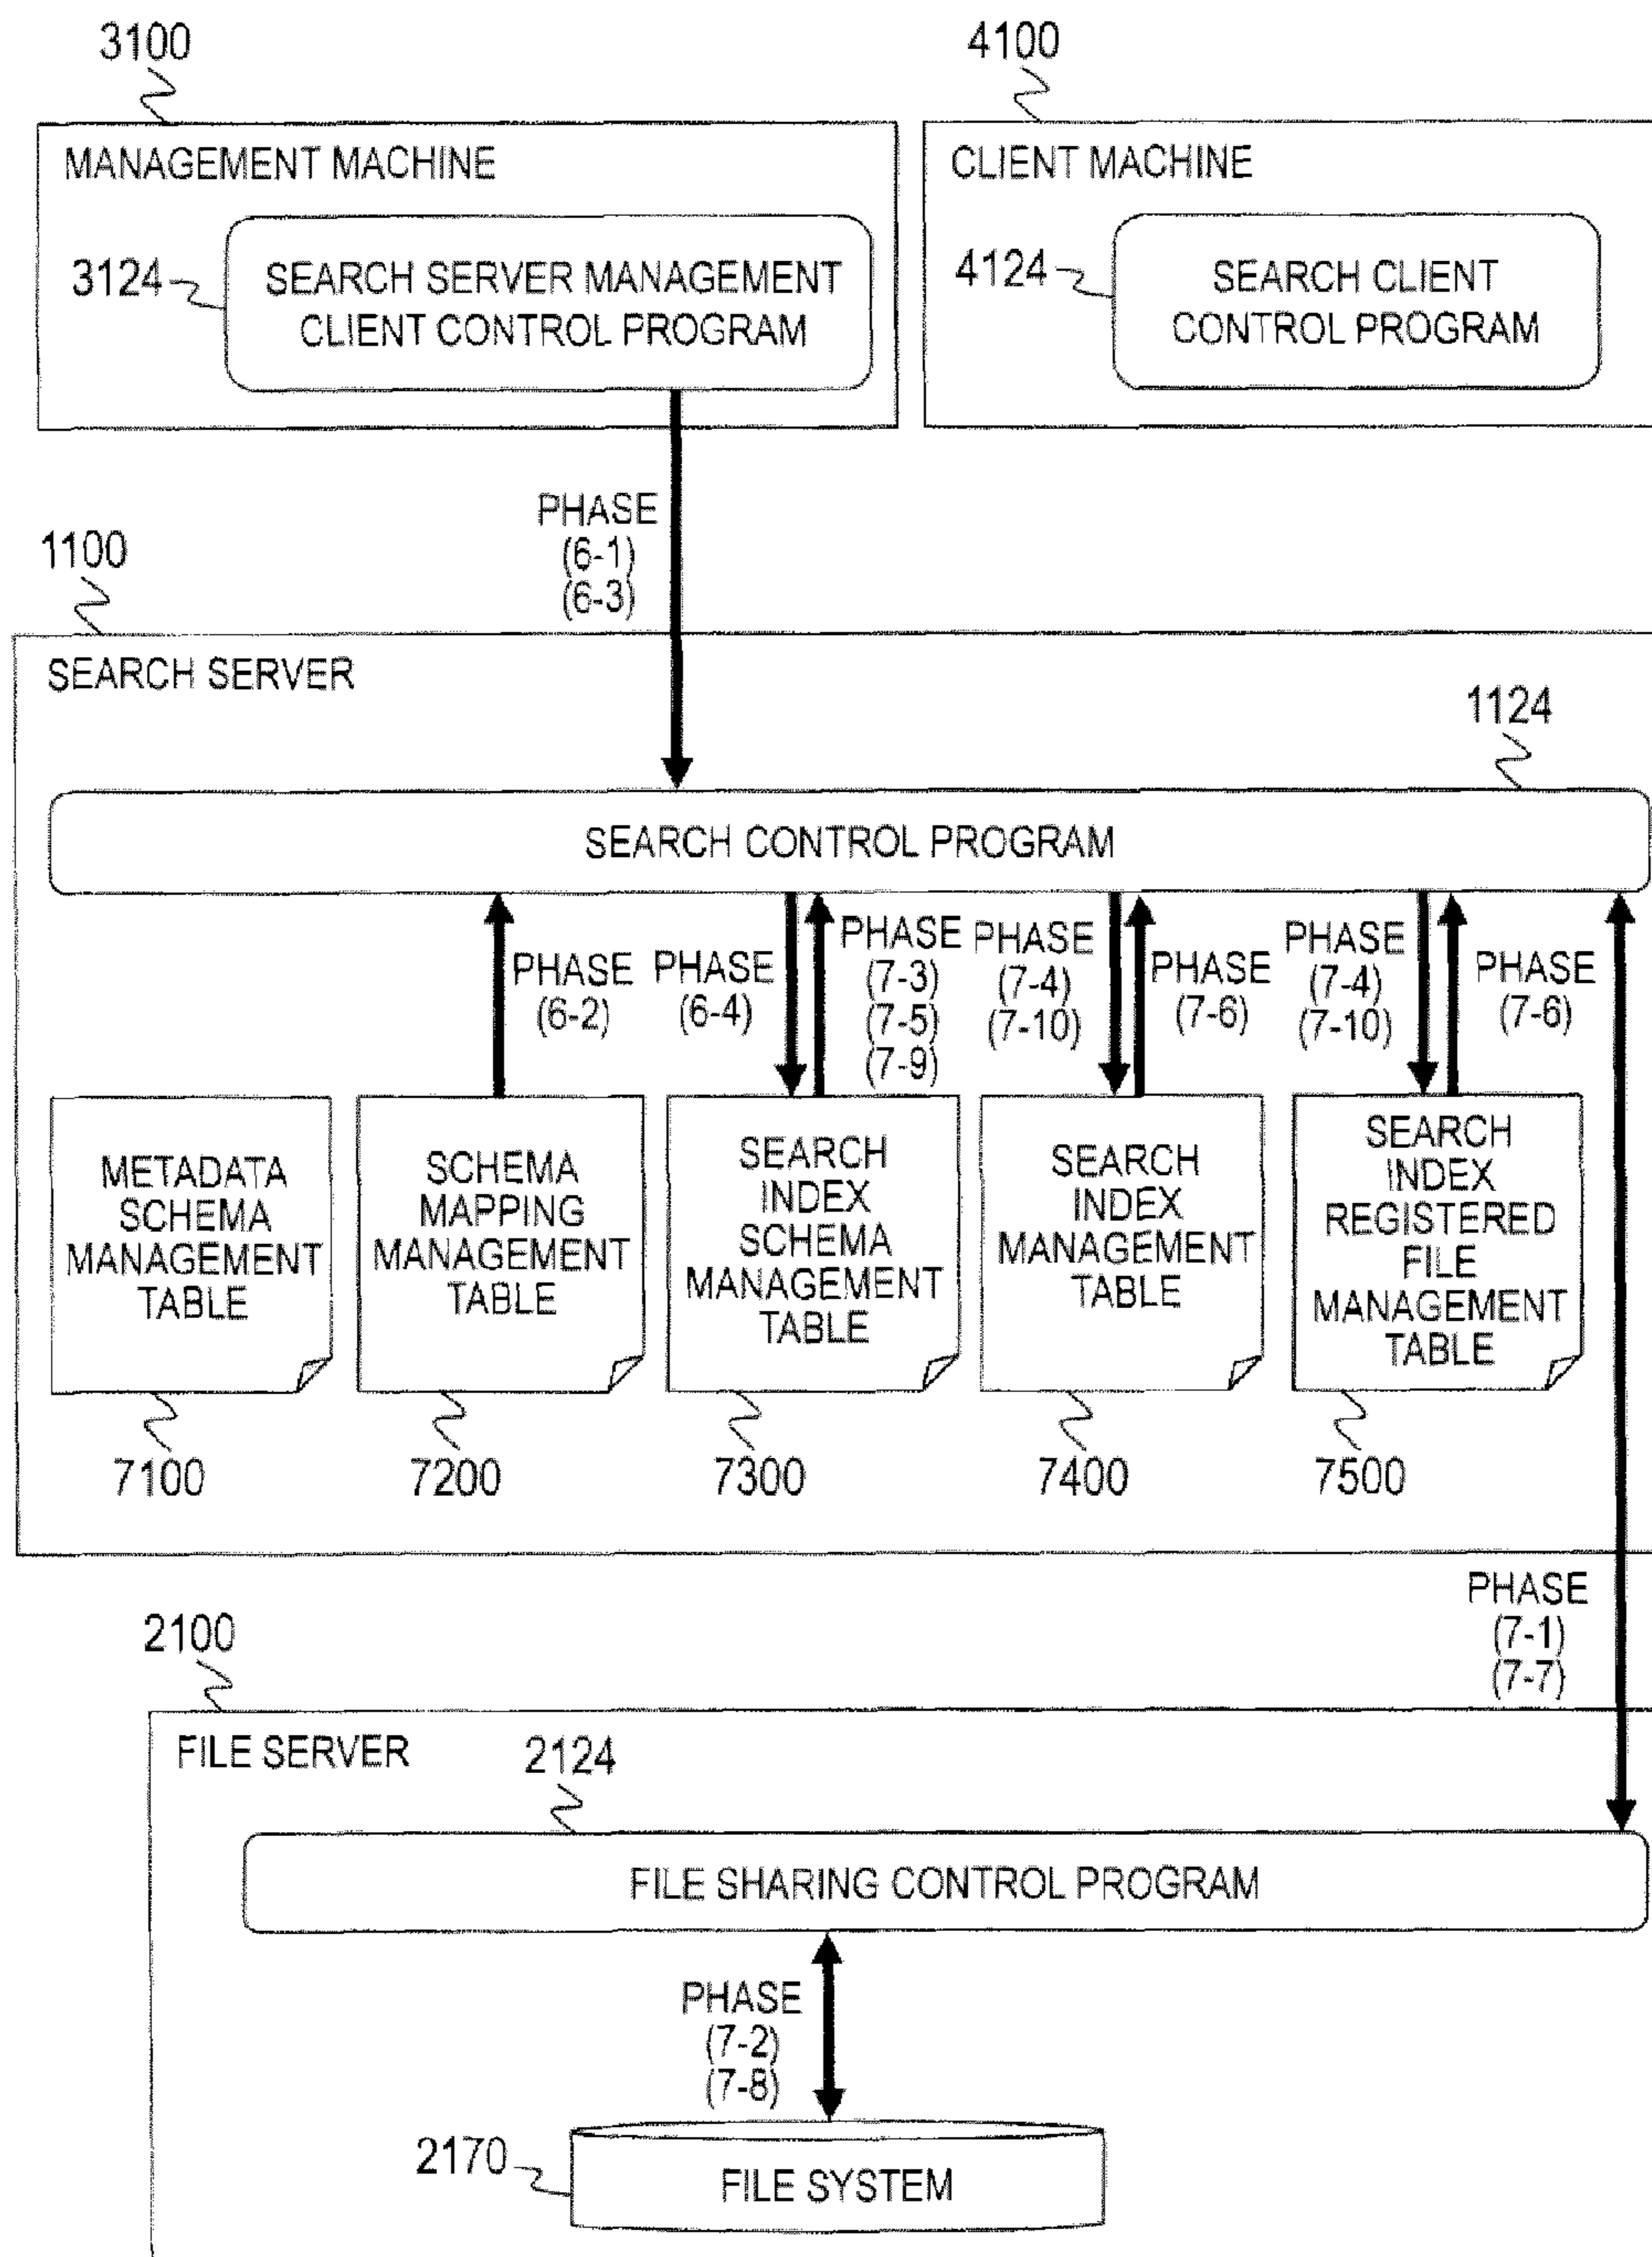 3100
4100
MANAGEMENT MACHINE
CLIENT MACHINE
3124
SEARCH SERVER MANAGEMENT
CLIENT CONTROL PROGRAM
4124
SEARCH CLIENT
CONTROL PROGRAM
PHASE
(6-1)
(6-3)
1100
SEARCH SERVER
1124
SEARCH CONTROL PROGRAM
PHASE
(6-2)
PHASE
(6-4)
PHASE
(7-3)
(7-5)
(7-9)
PHASE
(7-4)
(7-10)
PHASE
(7-6)
PHASE
(7-4)
(7-10)
PHASE
(7-6)
METADATA
SCHEMA
MANAGEMENT
TABLE
SCHEMA
MAPPING
MANAGEMENT
TABLE
SEARCH
INDEX
SCHEMA
MANAGEMENT
TABLE
SEARCH
INDEX
MANAGEMENT
TABLE
SEARCH
INDEX
REGISTERED
FILE
MANAGEMENT
TABLE
7100
7200
7300
7400
7500
PHASE
(7-1)
(7-7)
2100
FILE SERVER
2124
FILE SHARING CONTROL PROGRAM
PHASE
(7-2)
(7-8)
2170
FILE SYSTEM